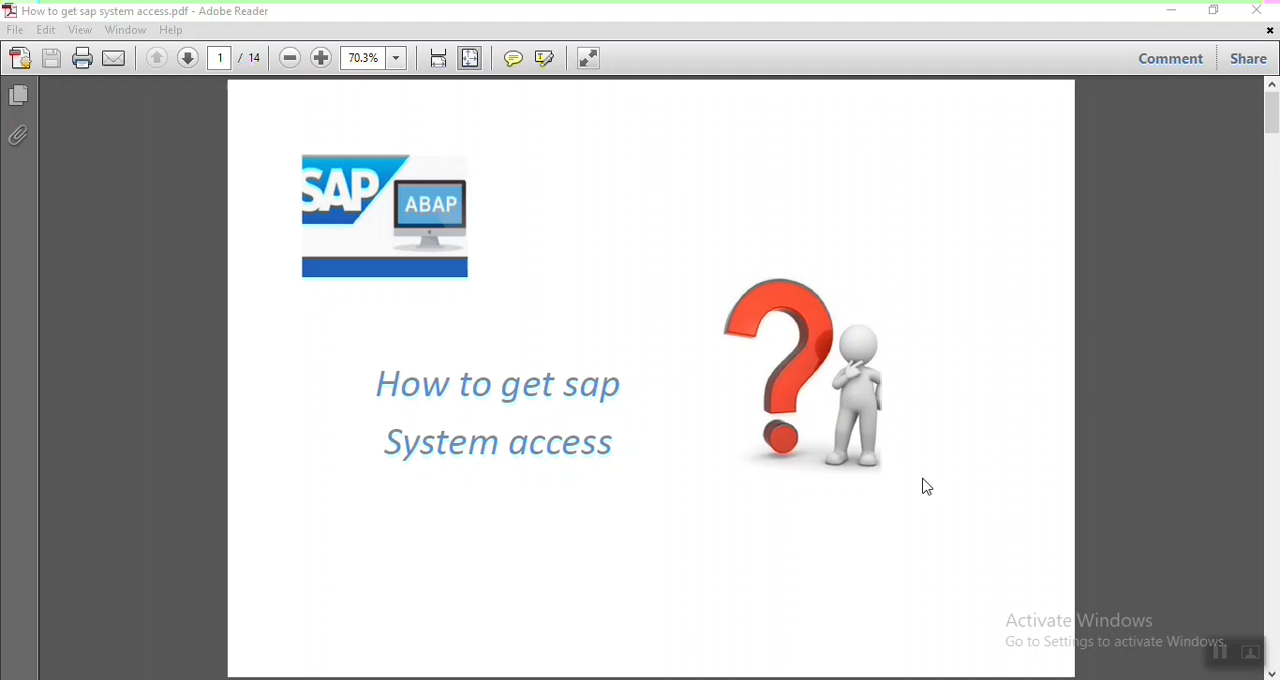 How to get sap system access.pdf - Adobe Reader
File Edit View Window Help
1 / 14 70.3% Comment Share
SAP
ABAP
How to get sap
System access
Activate Windows
Go to Settings to activate Windows.